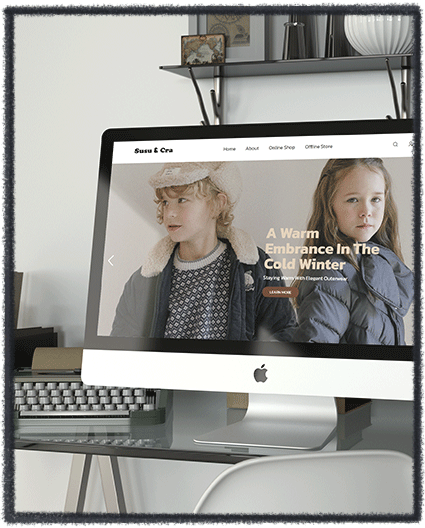 Susu & Cra
Home About Online Shop Offline Store
A Warm
Embrace In The
Cold Winter
Staying Warm With Elegant Outerwear
LEARN MORE